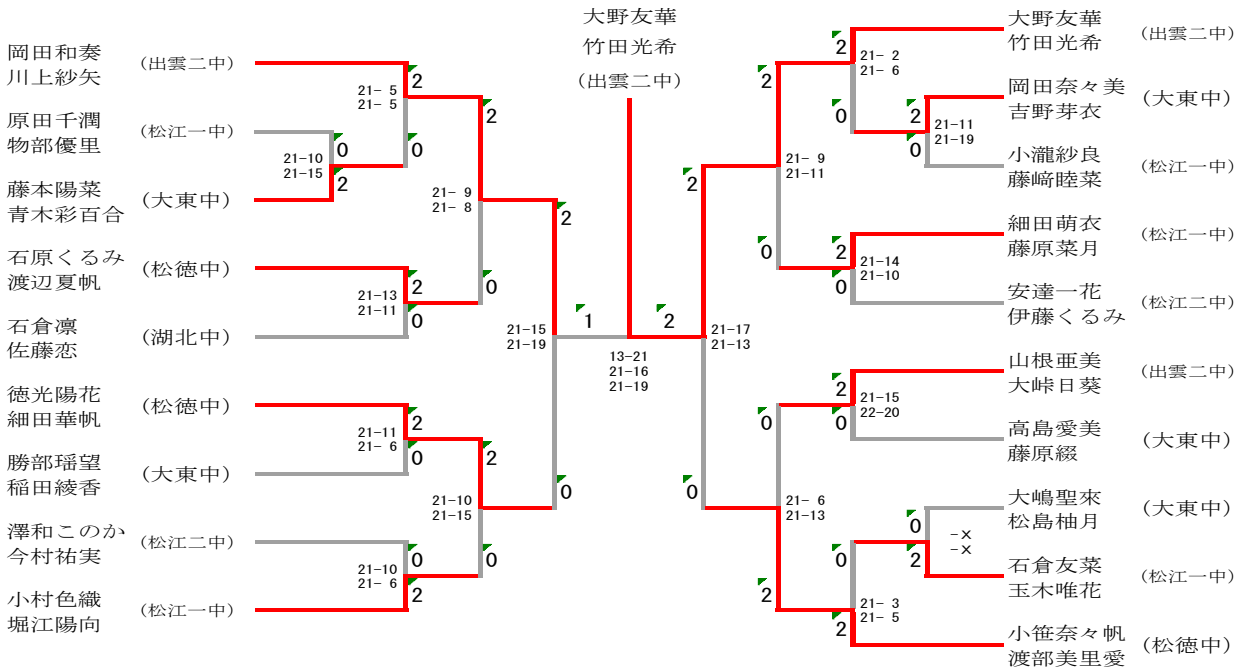 大野友華
竹田光希
(出雲二中)
岡田和奏
川上紗矢
(出雲二中)
原田千潤
物部優里
(松江一中)
藤本陽菜
青木彩百合
(大東中)
石原くるみ
渡辺夏帆
(松徳中)
石倉凛
佐藤恋
(湖北中)
徳光陽花
細田華帆
(松徳中)
勝部瑶望
稲田綾香
(大東中)
澤和このか
今村祐実
(松江二中)
小村色織
堀江陽向
(松江一中)
21-10
21-15
0
2
21- 5
21- 5
2
0
21-13
21-11
2
0
21-11
21- 6
2
0
21-10
21- 6
0
2
21- 9
21- 8
2
0
21-10
21-15
2
0
21-15
21-19
2
0
1
2
13-21
21-16
21-19
21-17
21-13
2
0
21- 9
21-11
2
0
21- 6
21-13
0
2
21- 2
21- 6
2
0
21-11
21-19
2
0
21-14
21-10
2
0
21-15
22-20
2
0
0
2
-X
-X
21- 3
21- 5
0
2
大野友華
竹田光希
(出雲二中)
岡田奈々美
吉野芽衣
(大東中)
小瀧紗良
藤﨑睦菜
(松江一中)
細田萌衣
藤原菜月
(松江一中)
安達一花
伊藤くるみ
(松江二中)
山根亜美
大峠日葵
(出雲二中)
高島愛美
藤原綴
(大東中)
大嶋聖來
松島柚月
(大東中)
石倉友菜
玉木唯花
(松江一中)
小笹奈々帆
渡部美里愛
(松徳中)